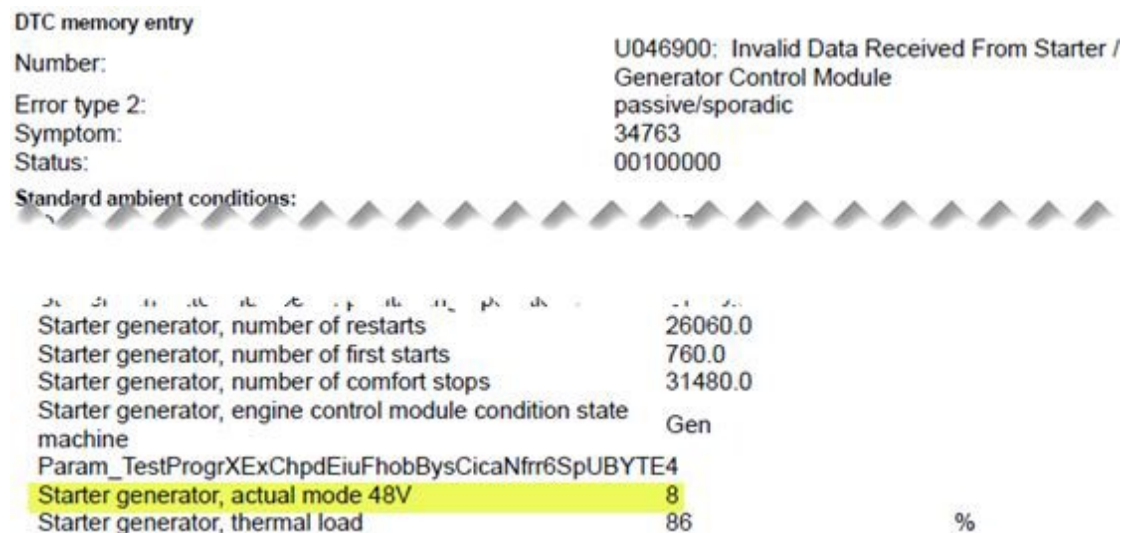 DTC memory entry
Number: U046900: Invalid Data Received From Starter /
Generator Control Module
Error type 2: passive/sporadic
Symptom: 34763
Status: 00100000
Standard ambient conditions:
Starter generator, number of restarts 26060.0
Starter generator, number of first starts 760.0
Starter generator, number of comfort stops 31480.0
Starter generator, engine control module condition state
machine Gen
Param_TestProgrXExChpdEiuFhobBysCicaNfrr6SpUBYTE4
Starter generator, actual mode 48V 8
Starter generator, thermal load 86 %